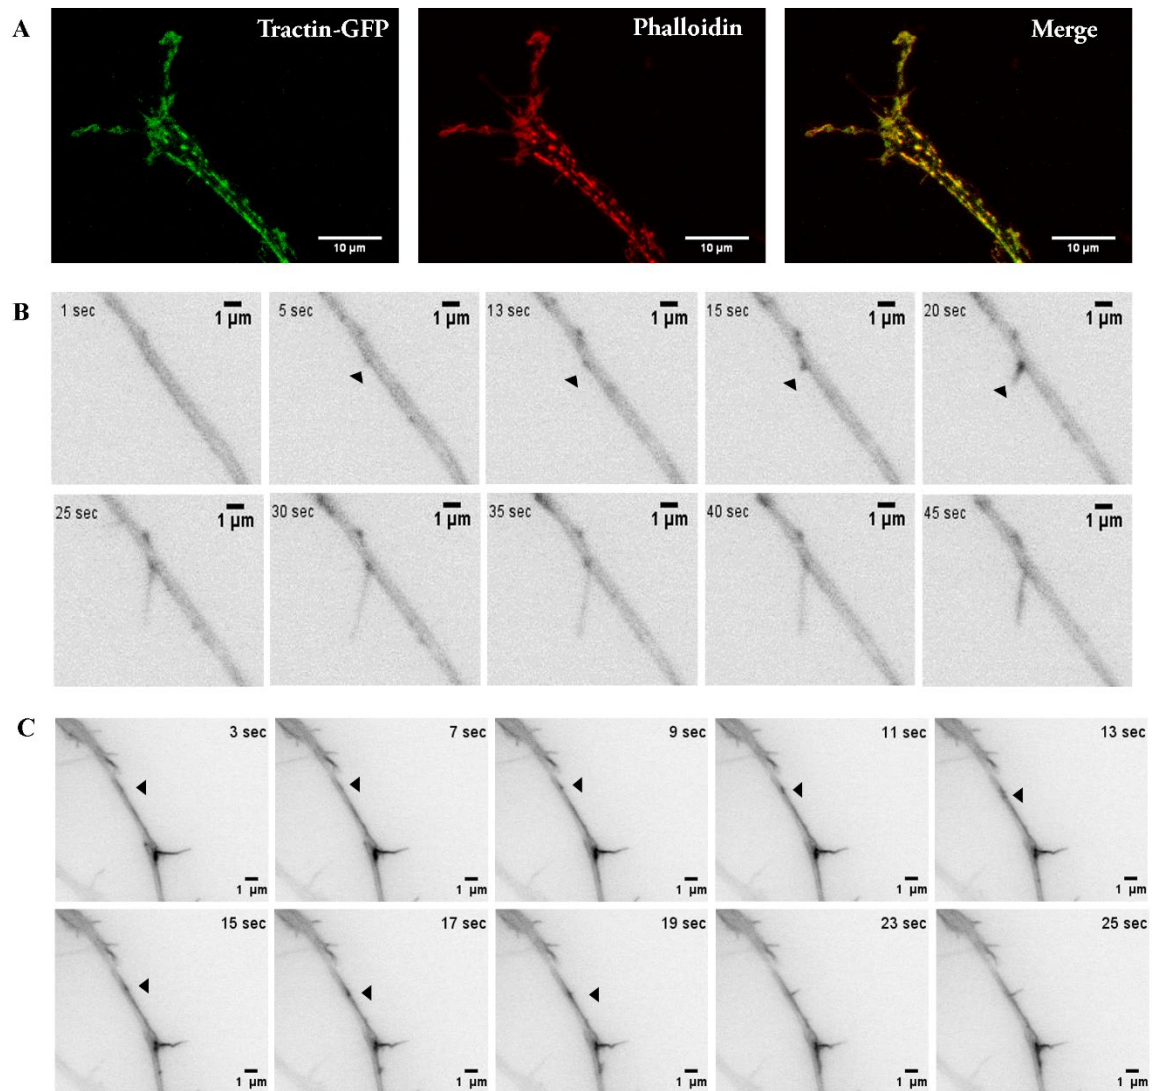 A
Tractin-GFP
Phalloidin
Merge
10 µm
10 µm
10 µm
B
1 sec
1 µm
5 sec
1 µm
13 sec
1 µm
15 sec
1 µm
20 sec
1 µm
25 sec
1 µm
30 sec
1 µm
35 sec
1 µm
40 sec
1 µm
45 sec
1 µm
C
3 sec
1 µm
7 sec
1 µm
9 sec
1 µm
11 sec
1 µm
13 sec
1 µm
15 sec
1 µm
17 sec
1 µm
19 sec
1 µm
23 sec
1 µm
25 sec
1 µm